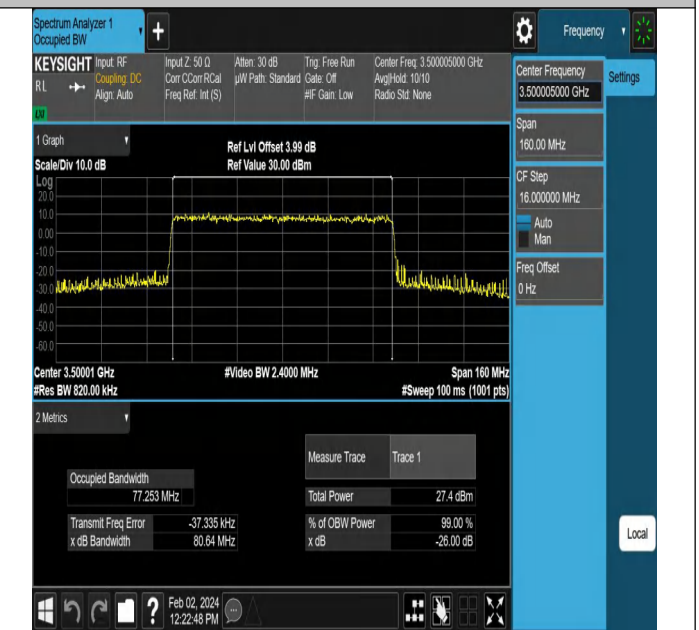 Spectrum Analyzer 1
Occupied BW
+
Frequency
KEYSIGHT
RL
LXI
Input: RF
Coupling: DC
Align: Auto
Input Z: 50 Ω
Corr CCorr RCal
Freq Ref: Int (S)
Atten: 30 dB
µW Path: Standard
Trig: Free Run
Gate: Off
#IF Gain: Low
Center Freq: 3.500005000 GHz
Avg|Hold: 10/10
Radio Std: None
Center Frequency
3.500005000 GHz
Settings
Span
160.00 MHz
CF Step
16.000000 MHz
Auto
Man
Freq Offset
0 Hz
1 Graph
Scale/Div 10.0 dB
Ref Lvl Offset 3.99 dB
Ref Value 30.00 dBm
Log
20.0
10.0
0.00
-10.0
-20.0
-30.0
-40.0
-50.0
-60.0
Center 3.50001 GHz
#Video BW 2.4000 MHz
Span 160 MHz
#Res BW 820.00 kHz
#Sweep 100 ms (1001 pts)
2 Metrics
Measure Trace Trace 1
Occupied Bandwidth
77.253 MHz
Total Power 27.4 dBm
Transmit Freq Error -37.335 kHz
% of OBW Power 99.00 %
x dB Bandwidth 80.64 MHz
x dB -26.00 dB
Local
?
Feb 02, 2024
12:22:48 PM